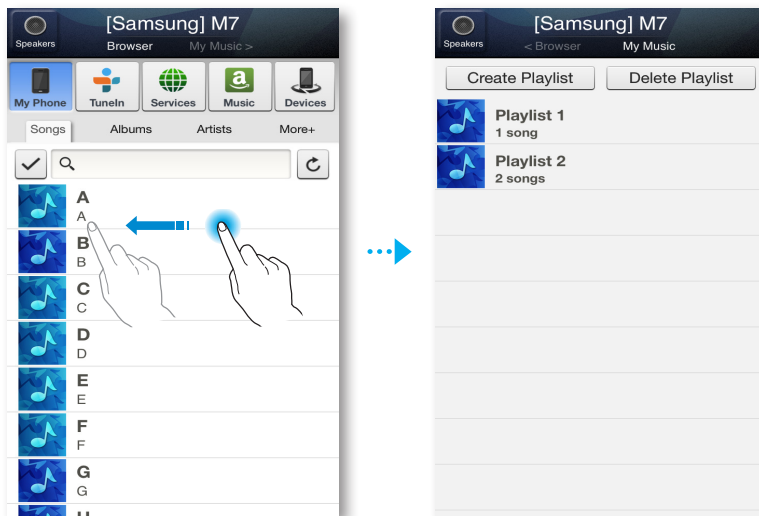 [Samsung] M7
Speakers
Browser My Music >
My Phone TuneIn Services Music Devices
Songs Albums Artists More+
A
A
B
B
C
C
D
D
E
E
F
F
G
G
[Samsung] M7
Speakers
< Browser My Music
Create Playlist Delete Playlist
Playlist 1
1 song
Playlist 2
2 songs